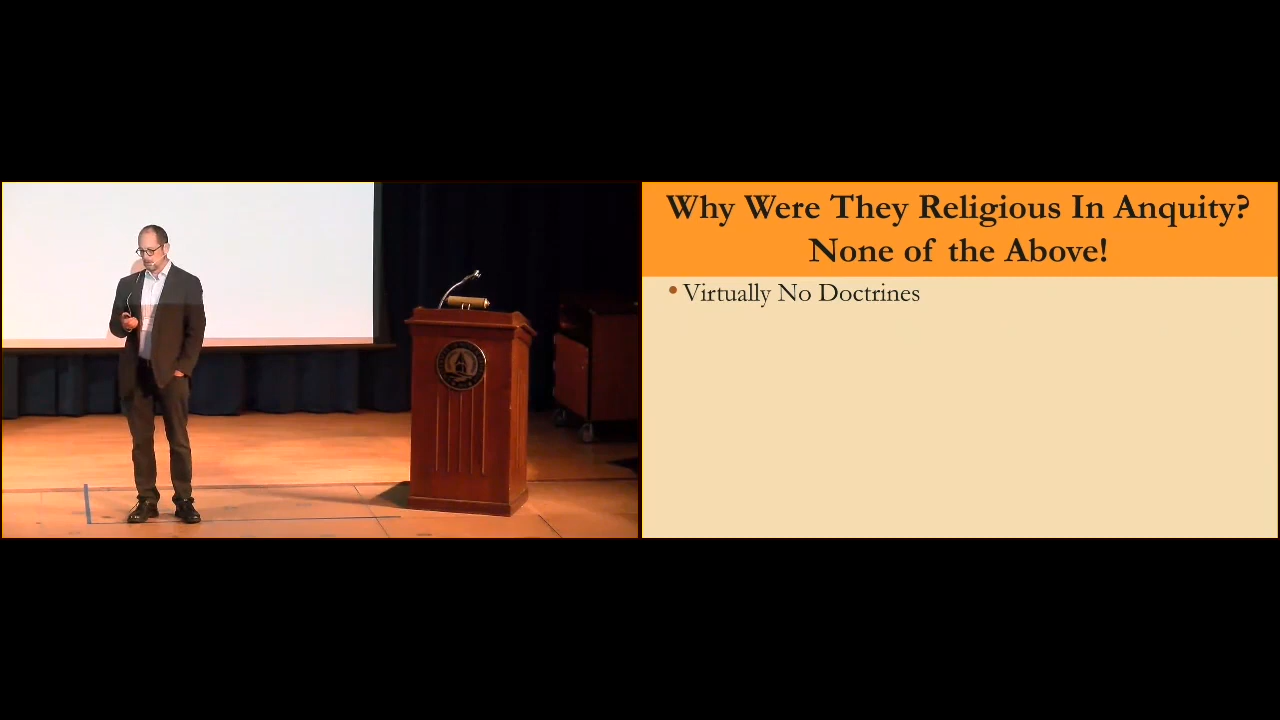 Why Were They Religious In Anquity?
None of the Above!
• Virtually No Doctrines